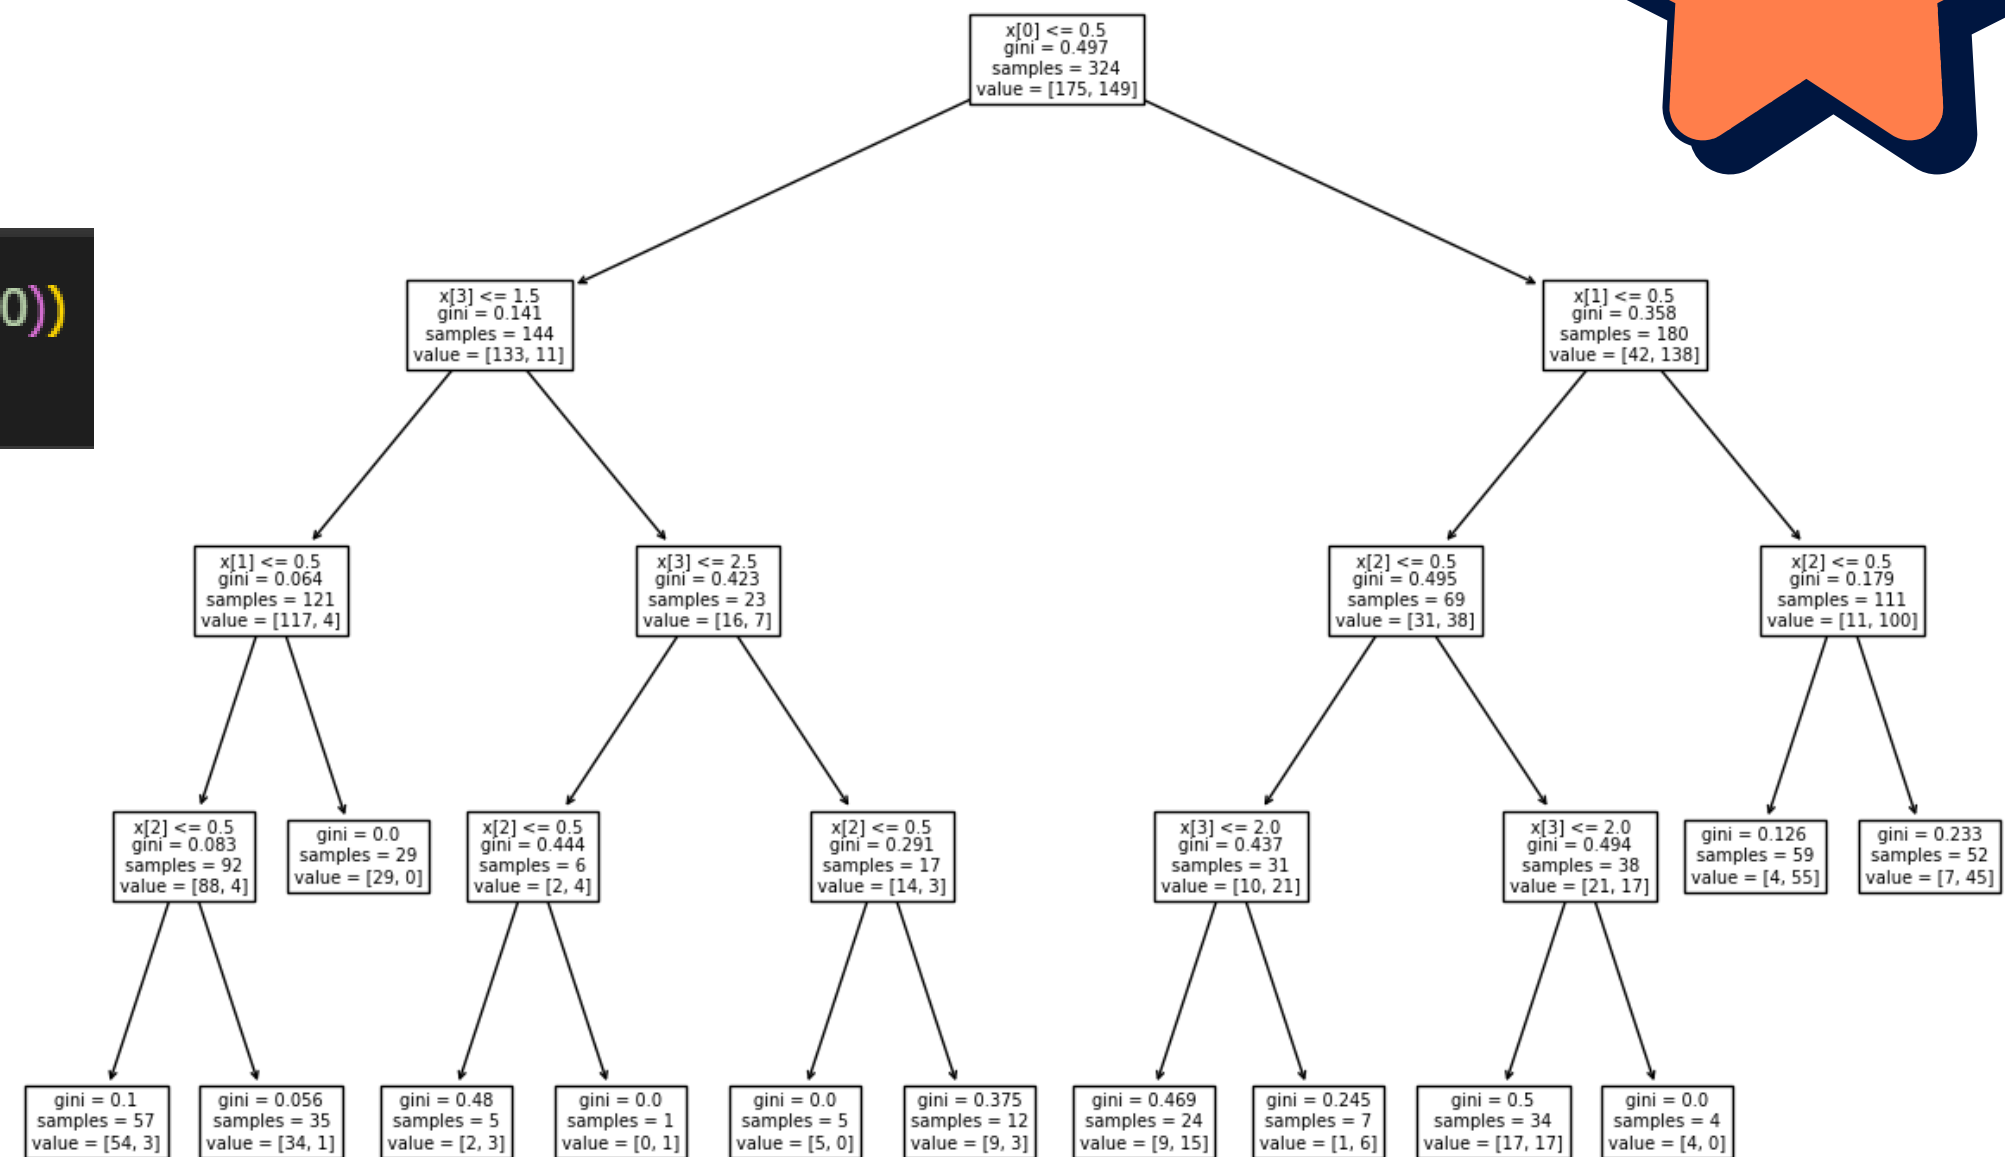 x[0] <= 0.5
gini = 0.497
samples = 324
value = [175, 149]
0))
x[3] <= 1.5
gini = 0.141
samples = 144
value = [133, 11]
x[1] <= 0.5
gini = 0.358
samples = 180
value = [42, 138]
x[1] <= 0.5
gini = 0.064
samples = 121
value = [117, 4]
x[3] <= 2.5
gini = 0.423
samples = 23
value = [16, 7]
x[2] <= 0.5
gini = 0.495
samples = 69
value = [31, 38]
x[2] <= 0.5
gini = 0.179
samples = 111
value = [11, 100]
x[2] <= 0.5
gini = 0.083
samples = 92
value = [88, 4]
gini = 0.0
samples = 29
value = [29, 0]
x[2] <= 0.5
gini = 0.444
samples = 6
value = [2, 4]
x[2] <= 0.5
gini = 0.291
samples = 17
value = [14, 3]
x[3] <= 2.0
gini = 0.437
samples = 31
value = [10, 21]
x[3] <= 2.0
gini = 0.494
samples = 38
value = [21, 17]
gini = 0.126
samples = 59
value = [4, 55]
gini = 0.233
samples = 52
value = [7, 45]
gini = 0.1
samples = 57
value = [54, 3]
gini = 0.056
samples = 35
value = [34, 1]
gini = 0.48
samples = 5
value = [2, 3]
gini = 0.0
samples = 1
value = [0, 1]
gini = 0.0
samples = 5
value = [5, 0]
gini = 0.375
samples = 12
value = [9, 3]
gini = 0.469
samples = 24
value = [9, 15]
gini = 0.245
samples = 7
value = [1, 6]
gini = 0.5
samples = 34
value = [17, 17]
gini = 0.0
samples = 4
value = [4, 0]